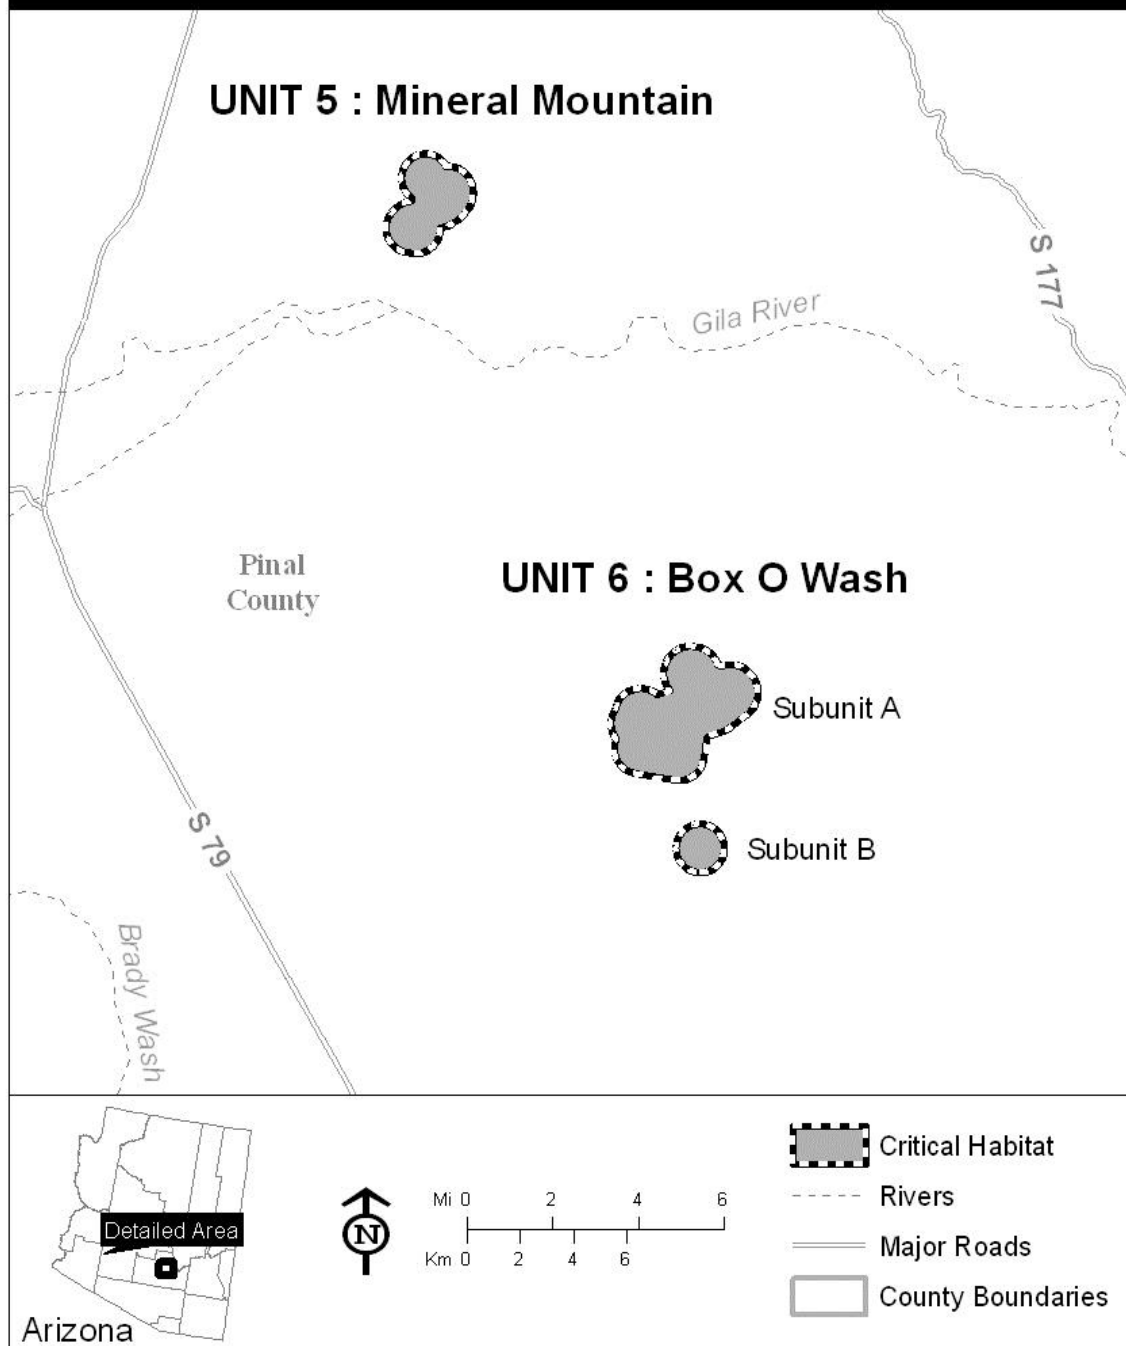 UNIT 5 : Mineral Mountain
S 177
Gila River
Pinal
County
UNIT 6 : Box O Wash
Subunit A
S 79
Subunit B
Brady Wash
Detailed Area
Arizona
N
Mi 0 2 4 6
Km 0 2 4 6
Critical Habitat
Rivers
Major Roads
County Boundaries